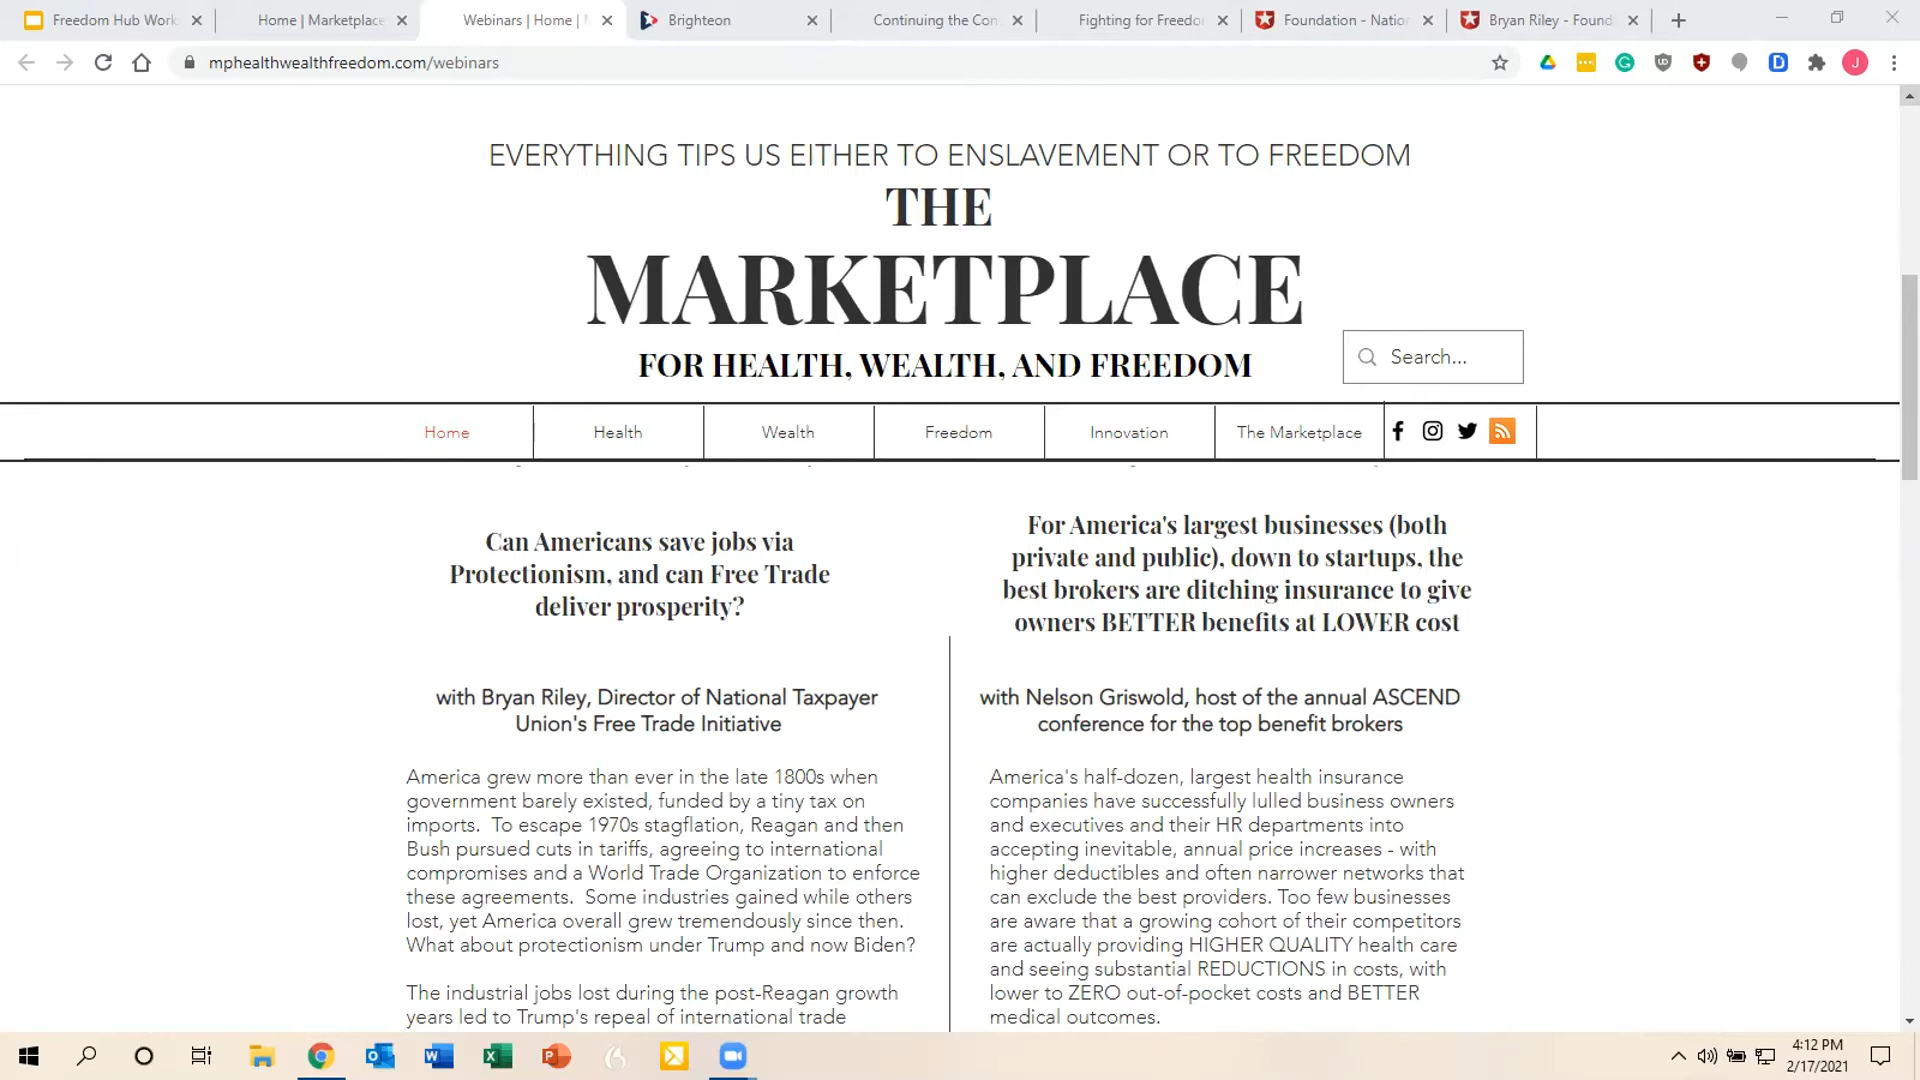 Freedom Hub Work
Home | Marketplace
Webinars | Home |
Brighteon
Continuing the Con
Fighting for Freedo
Foundation - Natio
Bryan Riley - Found
mphealthwealthfreedom.com/webinars
J
EVERYTHING TIPS US EITHER TO ENSLAVEMENT OR TO FREEDOM
THE
MARKETPLACE
FOR HEALTH, WEALTH, AND FREEDOM
Search...
Home
Health
Wealth
Freedom
Innovation
The Marketplace
Can Americans save jobs via
Protectionism, and can Free Trade
deliver prosperity?
with Bryan Riley, Director of National Taxpayer
Union's Free Trade Initiative
America grew more than ever in the late 1800s when
government barely existed, funded by a tiny tax on
imports.  To escape 1970s stagflation, Reagan and then
Bush pursued cuts in tariffs, agreeing to international
compromises and a World Trade Organization to enforce
these agreements.  Some industries gained while others
lost, yet America overall grew tremendously since then.
What about protectionism under Trump and now Biden?
The industrial jobs lost during the post-Reagan growth
years led to Trump's repeal of international trade
For America's largest businesses (both
private and public), down to startups, the
best brokers are ditching insurance to give
owners BETTER benefits at LOWER cost
with Nelson Griswold, host of the annual ASCEND
conference for the top benefit brokers
America's half-dozen, largest health insurance
companies have successfully lulled business owners
and executives and their HR departments into
accepting inevitable, annual price increases - with
higher deductibles and often narrower networks that
can exclude the best providers. Too few businesses
are aware that a growing cohort of their competitors
are actually providing HIGHER QUALITY health care
and seeing substantial REDUCTIONS in costs, with
lower to ZERO out-of-pocket costs and BETTER
medical outcomes.
4:12 PM
2/17/2021